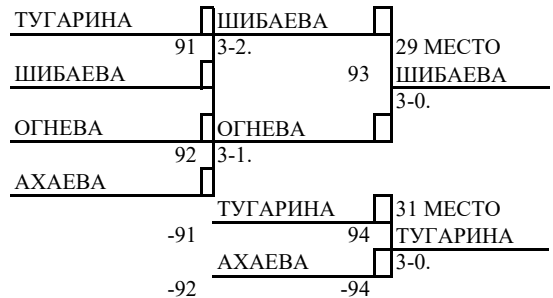 ТУГАРИНА ШИБАЕВА
91 3-2. 29 МЕСТО
ШИБАЕВА 93 ШИБАЕВА
3-0.
ОГНЕВА ОГНЕВА
92 3-1.
АХАЕВА
ТУГАРИНА 31 МЕСТО
-91 94 ТУГАРИНА
АХАЕВА 3-0.
-92 -94